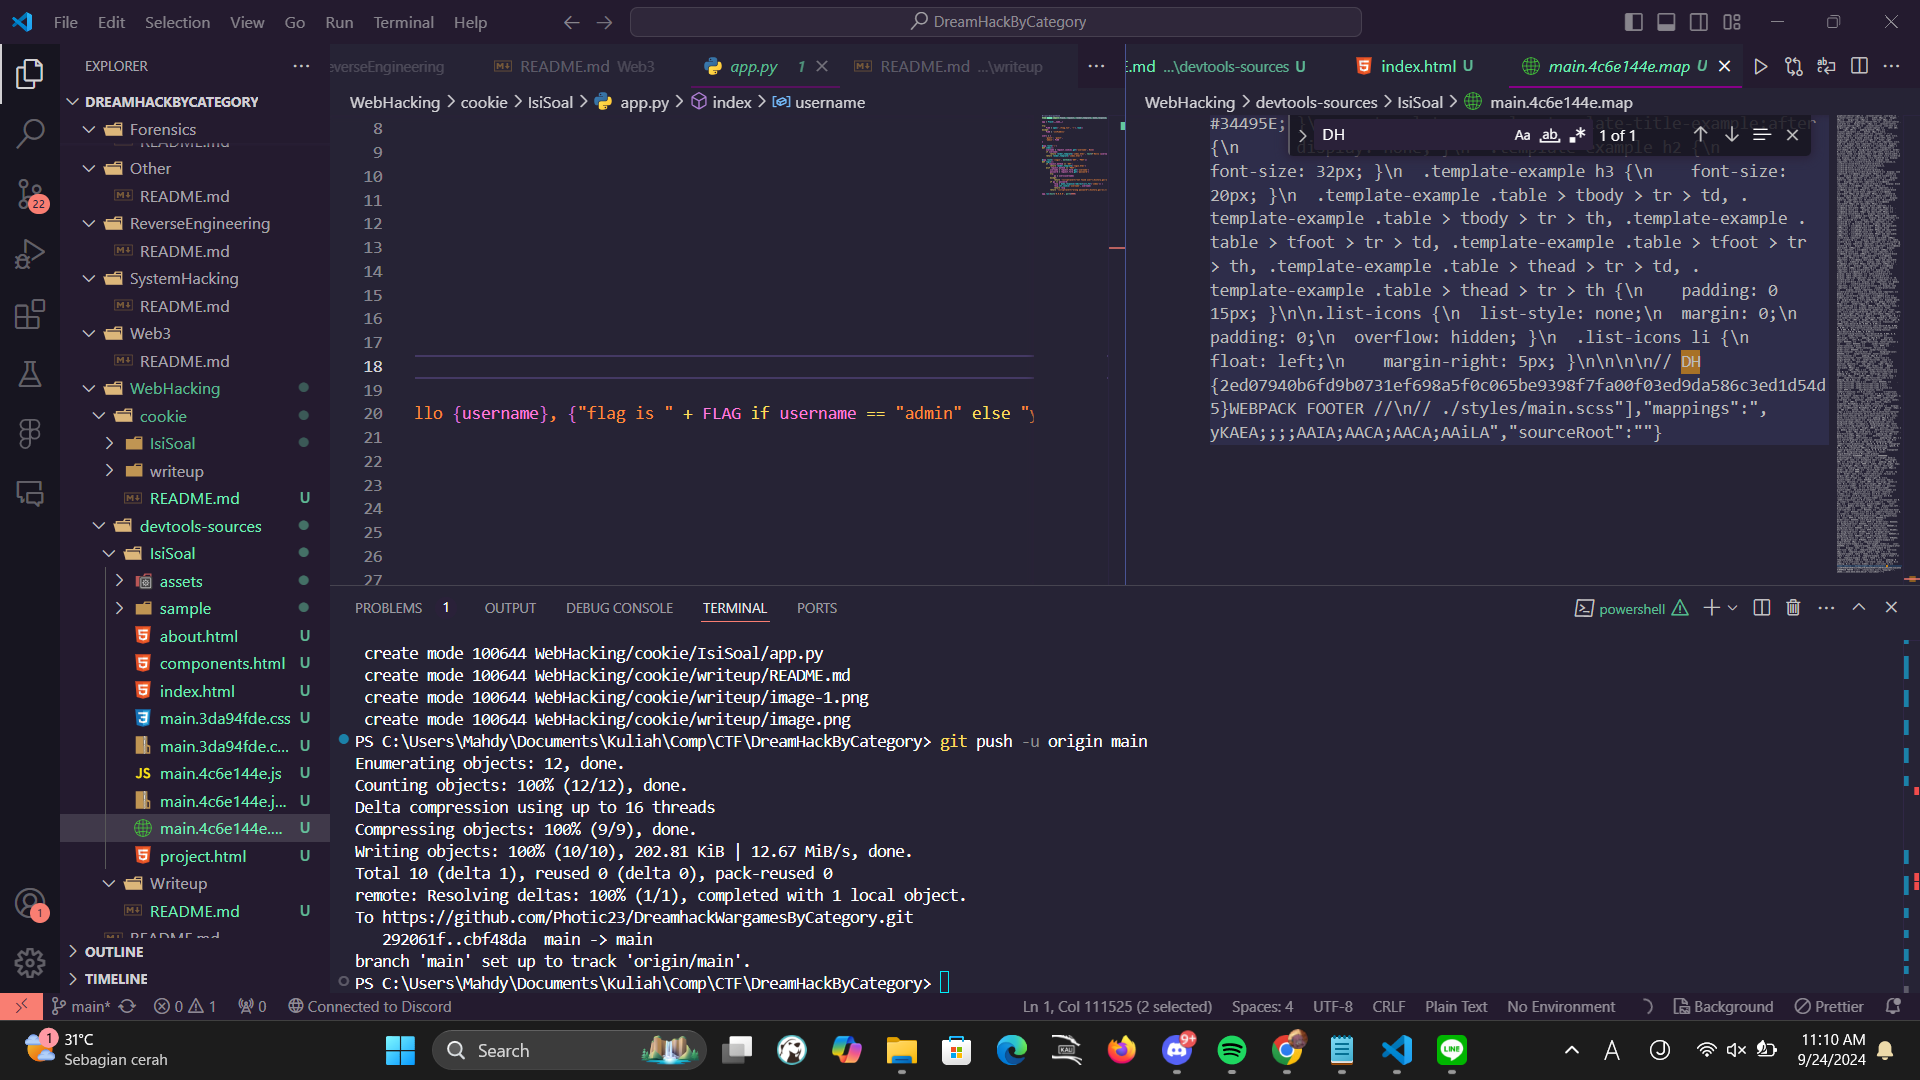 File Edit Selection View Go Run Terminal Help
DreamHackByCategory
EXPLORER
DREAMHACKBYCATEGORY
Forensics
Other
README.md
ReverseEngineering
README.md
SystemHacking
README.md
Web3
README.md
WebHacking
cookie
IsiSoal
writeup
README.md U
devtools-sources
IsiSoal
assets
sample
about.html U
components.html U
index.html U
main.3da94fde.css U
main.3da94fde.c... U
JS main.4c6e144e.js U
main.4c6e144e.j... U
main.4c6e144e.... U
project.html U
Writeup
README.md U
OUTLINE
TIMELINE
everseEngineering README.md Web3 app.py 1 README.md ...\writeup
WebHacking > cookie > IsiSoal > app.py > index > username
8
9
10
11
12
13
14
15
16
17
18
19
20 llo {username}, {"flag is " + FLAG if username == "admin" else "y
21
22
23
24
25
26
27
E.md ...\devtools-sources U index.html U main.4c6e144e.map U
WebHacking > devtools-sources > IsiSoal > main.4c6e144e.map
DH Aa ab 1 of 1
#34495E;
{\n
font-size: 32px; }\n  .template-example h3 {\n    font-size:
20px; }\n  .template-example .table > tbody > tr > td, .
template-example .table > tbody > tr > th, .template-example .
table > tfoot > tr > td, .template-example .table > tfoot > tr
> th, .template-example .table > thead > tr > td, .
template-example .table > thead > tr > th {\n    padding: 0
15px; }\n\n.list-icons {\n  list-style: none;\n  margin: 0;\n
padding: 0;\n  overflow: hidden; }\n  .list-icons li {\n
float: left;\n    margin-right: 5px; }\n\n\n\n// DH
{2ed07940b6fd9b0731ef698a5f0c065be9398f7fa00f03ed9da586c3ed1d54d
5}WEBPACK FOOTER //\n// ./styles/main.scss"],"mappings":",
yKAEA;;;;AAIA;AACA;AACA;AAiLA","sourceRoot":""}
PROBLEMS 1 OUTPUT DEBUG CONSOLE TERMINAL PORTS
powershell
create mode 100644 WebHacking/cookie/IsiSoal/app.py
create mode 100644 WebHacking/cookie/writeup/README.md
create mode 100644 WebHacking/cookie/writeup/image-1.png
create mode 100644 WebHacking/cookie/writeup/image.png
PS C:\Users\Mahdy\Documents\Kuliah\Comp\CTF\DreamHackByCategory> git push -u origin main
Enumerating objects: 12, done.
Counting objects: 100% (12/12), done.
Delta compression using up to 16 threads
Compressing objects: 100% (9/9), done.
Writing objects: 100% (10/10), 202.81 KiB | 12.67 MiB/s, done.
Total 10 (delta 1), reused 0 (delta 0), pack-reused 0
remote: Resolving deltas: 100% (1/1), completed with 1 local object.
To https://github.com/Photic23/DreamhackWargamesByCategory.git
292061f..cbf48da  main -> main
branch 'main' set up to track 'origin/main'.
PS C:\Users\Mahdy\Documents\Kuliah\Comp\CTF\DreamHackByCategory>
22
1
main* 0 1 0 Connected to Discord
Ln 1, Col 111525 (2 selected) Spaces: 4 UTF-8 CRLF Plain Text No Environment Background Prettier
1 31°C
Sebagian cerah
Search
9+
LINE
11:10 AM
9/24/2024